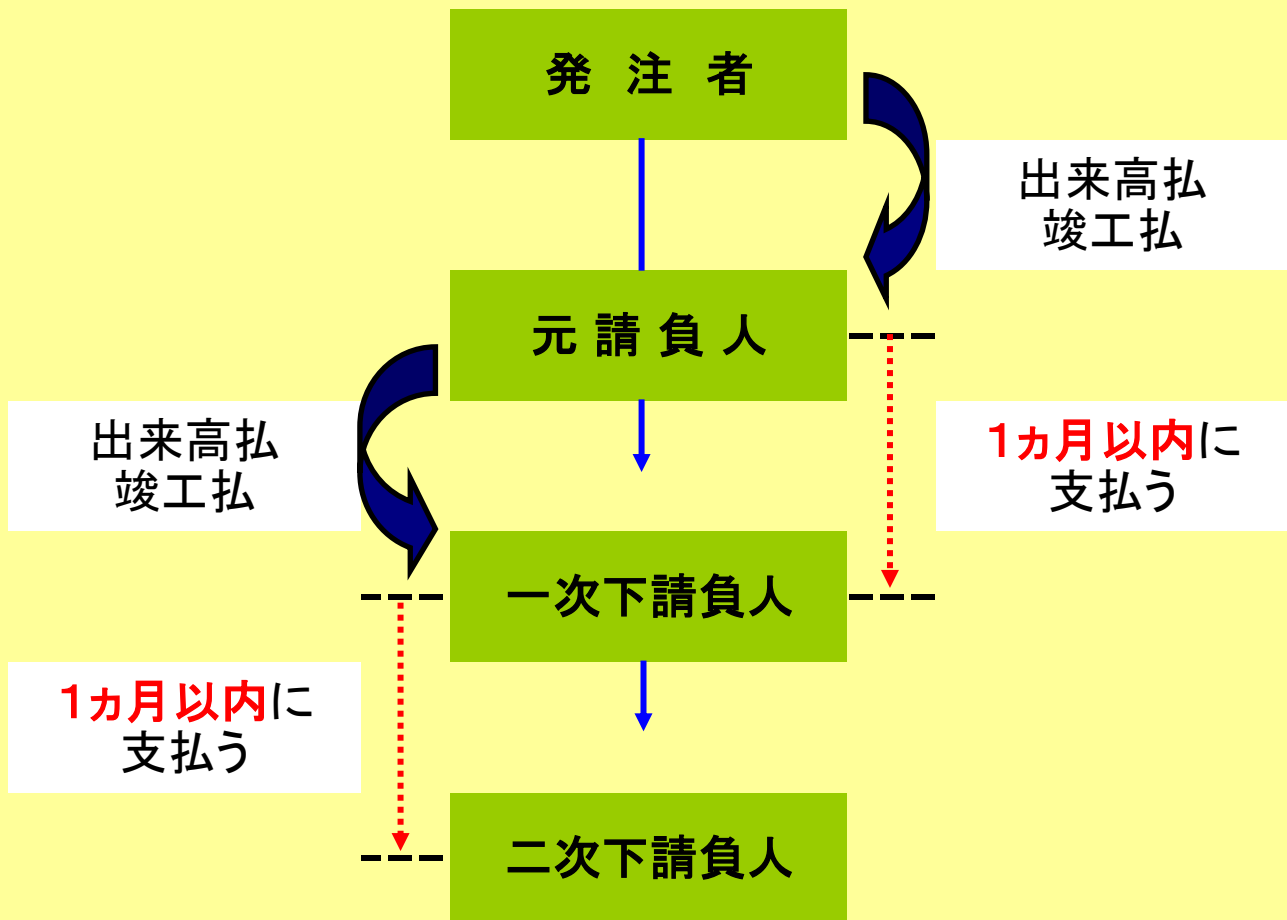 発注者
出来高払
竣工払
元請負人
出来高払
竣工払
1ヵ月以内に
支払う
一次下請負人
1ヵ月以内に
支払う
二次下請負人